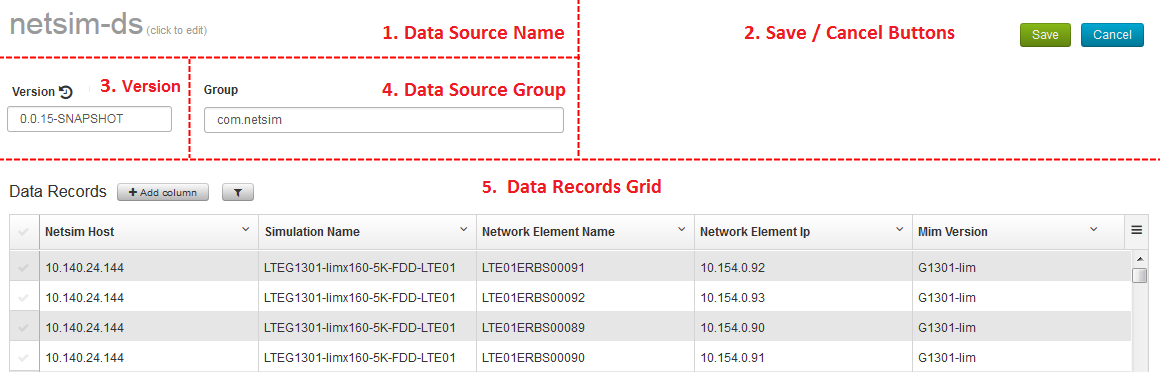 netsim-ds (click to edit)
1. Data Source Name
2. Save / Cancel Buttons
Save Cancel
Version
3. Version
Group
4. Data Source Group
0.0.15-SNAPSHOT
com.netsim
Data Records + Add column
5. Data Records Grid
Netsim Host Simulation Name Network Element Name Network Element Ip Mim Version
10.140.24.144 LTEG1301-limx160-5K-FDD-LTE01 LTE01ERBS00091 10.154.0.92 G1301-lim
10.140.24.144 LTEG1301-limx160-5K-FDD-LTE01 LTE01ERBS00092 10.154.0.93 G1301-lim
10.140.24.144 LTEG1301-limx160-5K-FDD-LTE01 LTE01ERBS00089 10.154.0.90 G1301-lim
10.140.24.144 LTEG1301-limx160-5K-FDD-LTE01 LTE01ERBS00090 10.154.0.91 G1301-lim